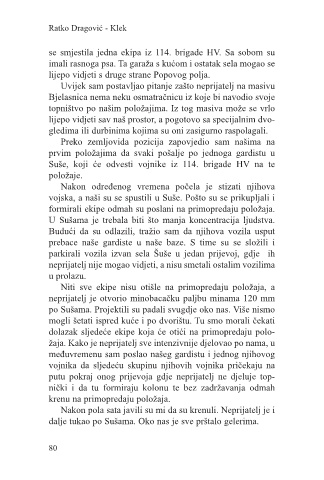 Ratko Dragović - Klek
se smjestila jedna ekipa iz 114. brigade HV. Sa sobom su
imali rasnoga psa. Ta garaža s kućom i ostatak sela mogao se
lijepo vidjeti s druge strane Popovog polja.
Uvijek sam postavljao pitanje zašto neprijatelj na masivu
Bjelasnica nema neku osmatračnicu iz koje bi navodio svoje
topništvo po našim položajima. Iz tog masiva može se vrlo
lijepo vidjeti sav naš prostor, a pogotovo sa specijalnim dvo-
gledima ili durbinima kojima su oni zasigurno raspolagali.
Preko zemljovida pozicija zapovjedio sam našima na
prvim položajima da svaki pošalje po jednoga gardistu u
Suše, koji će odvesti vojnike iz 114. brigade HV na te
položaje.
Nakon određenog vremena počela je stizati njihova
vojska, a naši su se spustili u Suše. Pošto su se prikupljali i
formirali ekipe odmah su poslani na primopredaju položaja.
U Sušama je trebala biti što manja koncentracija ljudstva.
Budući da su odlazili, tražio sam da njihova vozila usput
prebace naše gardiste u naše baze. S time su se složili i
parkirali vozila izvan sela Šuše u jedan prijevoj, gdje ih
neprijatelj nije mogao vidjeti, a nisu smetali ostalim vozilima
u prolazu.
Niti sve ekipe nisu otišle na primopredaju položaja, a
neprijatelj je otvorio minobacačku paljbu minama 120 mm
po Sušama. Projektili su padali svugdje oko nas. Više nismo
mogli šetati ispred kuće i po dvorištu. Tu smo morali čekati
dolazak sljedeće ekipe koja će otići na primopredaju polo-
žaja. Kako je neprijatelj sve intenzivnije djelovao po nama, u
međuvremenu sam poslao našeg gardistu i jednog njihovog
vojnika da sljedeću skupinu njihovih vojnika pričekaju na
putu pokraj onog prijevoja gdje neprijatelj ne djeluje top-
nički i da tu formiraju kolonu te bez zadržavanja odmah
krenu na primopredaju položaja.
Nakon pola sata javili su mi da su krenuli. Neprijatelj je i
dalje tukao po Sušama. Oko nas je sve prštalo gelerima.
80